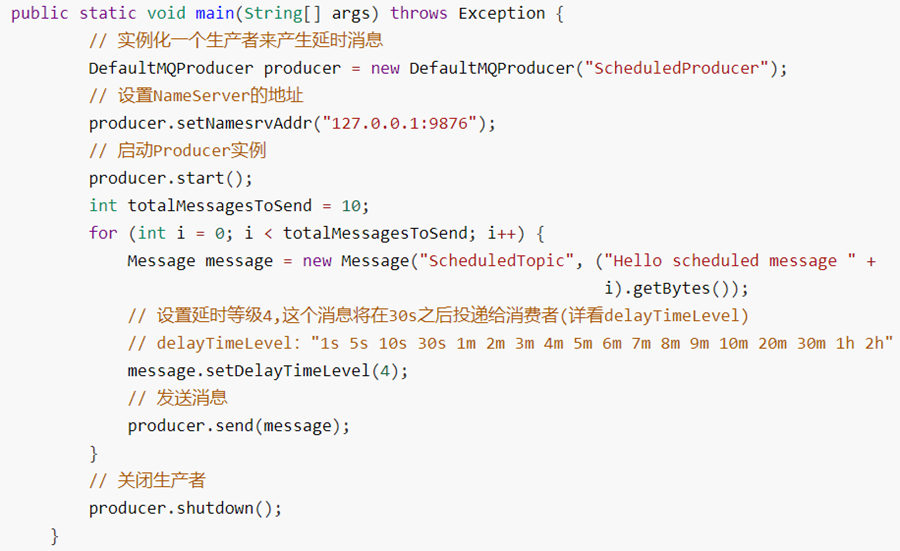 public static void main(String[] args) throws Exception {
// 实例化一个生产者来产生延时消息
DefaultMQProducer producer = new DefaultMQProducer("ScheduledProducer");
// 设置NameServer的地址
producer.setNamesrvAddr("127.0.0.1:9876");
// 启动Producer实例
producer.start();
int totalMessagesToSend = 10;
for (int i = 0; i < totalMessagesToSend; i++) {
Message message = new Message("ScheduledTopic", ("Hello scheduled message " +
i).getBytes());
// 设置延时等级4,这个消息将在30s之后投递给消费者(详看delayTimeLevel)
// delayTimeLevel："1s 5s 10s 30s 1m 2m 3m 4m 5m 6m 7m 8m 9m 10m 20m 30m 1h 2h"
message.setDelayTimeLevel(4);
// 发送消息
producer.send(message);
}
// 关闭生产者
producer.shutdown();
}